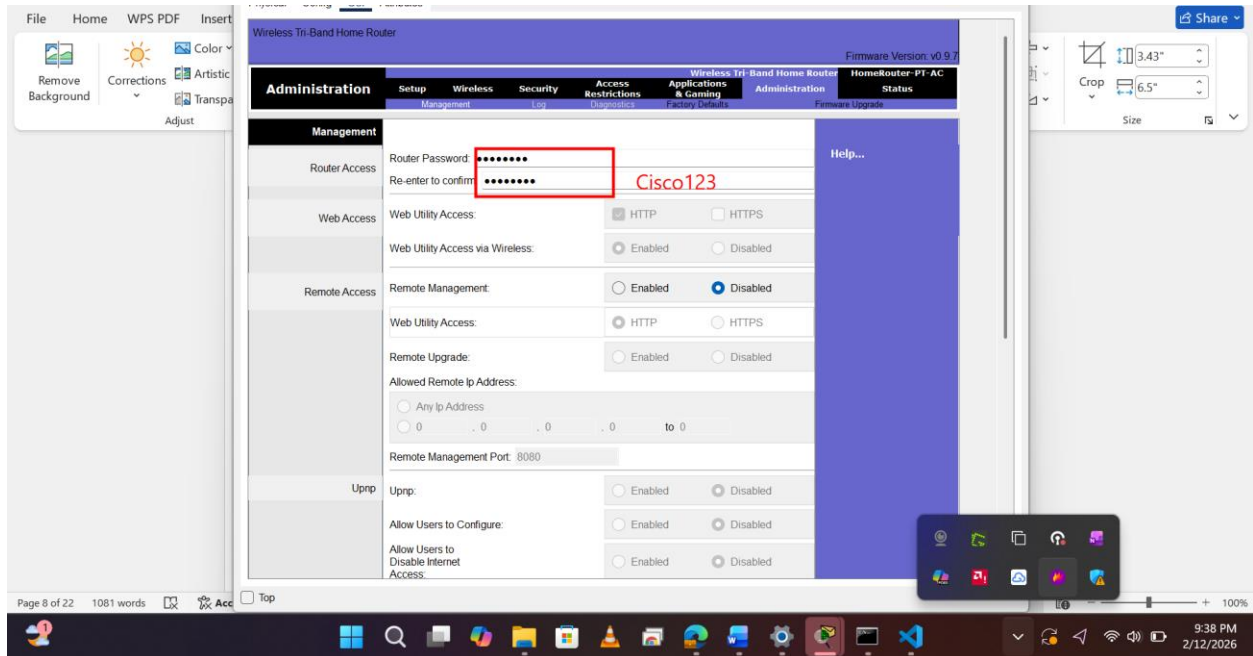 File Home WPS PDF Insert
Share
Remove Background
Corrections
Color
Artistic
Transpa
Adjust
Crop
3.43"
6.5"
Size
Wireless Tri-Band Home Router
Firmware Version: v0.9.7
Wireless Tri-Band Home Router HomeRouter-PT-AC
Administration
Setup Wireless Security Access Restrictions Applications & Gaming Administration Status
Management Log Diagnostics Factory Defaults Firmware Upgrade
Management
Help...
Router Access
Router Password: ••••••••
Re-enter to confirm: ••••••••
Cisco123
Web Access
Web Utility Access: HTTP HTTPS
Web Utility Access via Wireless: Enabled Disabled
Remote Access
Remote Management: Enabled Disabled
Web Utility Access: HTTP HTTPS
Remote Upgrade: Enabled Disabled
Allowed Remote Ip Address:
Any Ip Address
0 . 0 . 0 . 0 to 0
Remote Management Port: 8080
Upnp
Upnp: Enabled Disabled
Allow Users to Configure: Enabled Disabled
Allow Users to
Disable Internet
Access: Enabled Disabled
Top
Page 8 of 22 1081 words Acc
100%
9:38 PM
2/12/2026